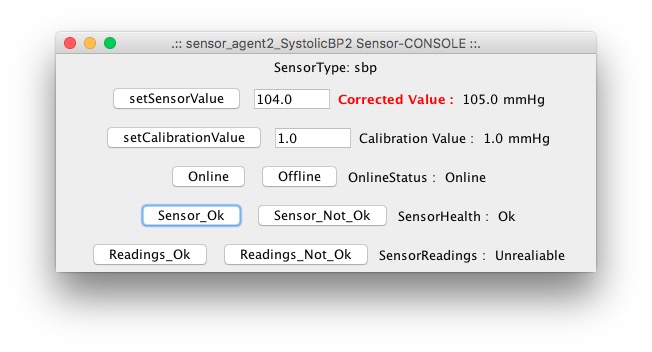 .:: sensor_agent2_SystolicBP2 Sensor-CONSOLE ::.
SensorType: sbp
setSensorValue 104.0 Corrected Value : 105.0 mmHg
setCalibrationValue 1.0 Calibration Value : 1.0 mmHg
Online Offline OnlineStatus : Online
Sensor_Ok Sensor_Not_Ok SensorHealth : Ok
Readings_Ok Readings_Not_Ok SensorReadings : Unrealiable